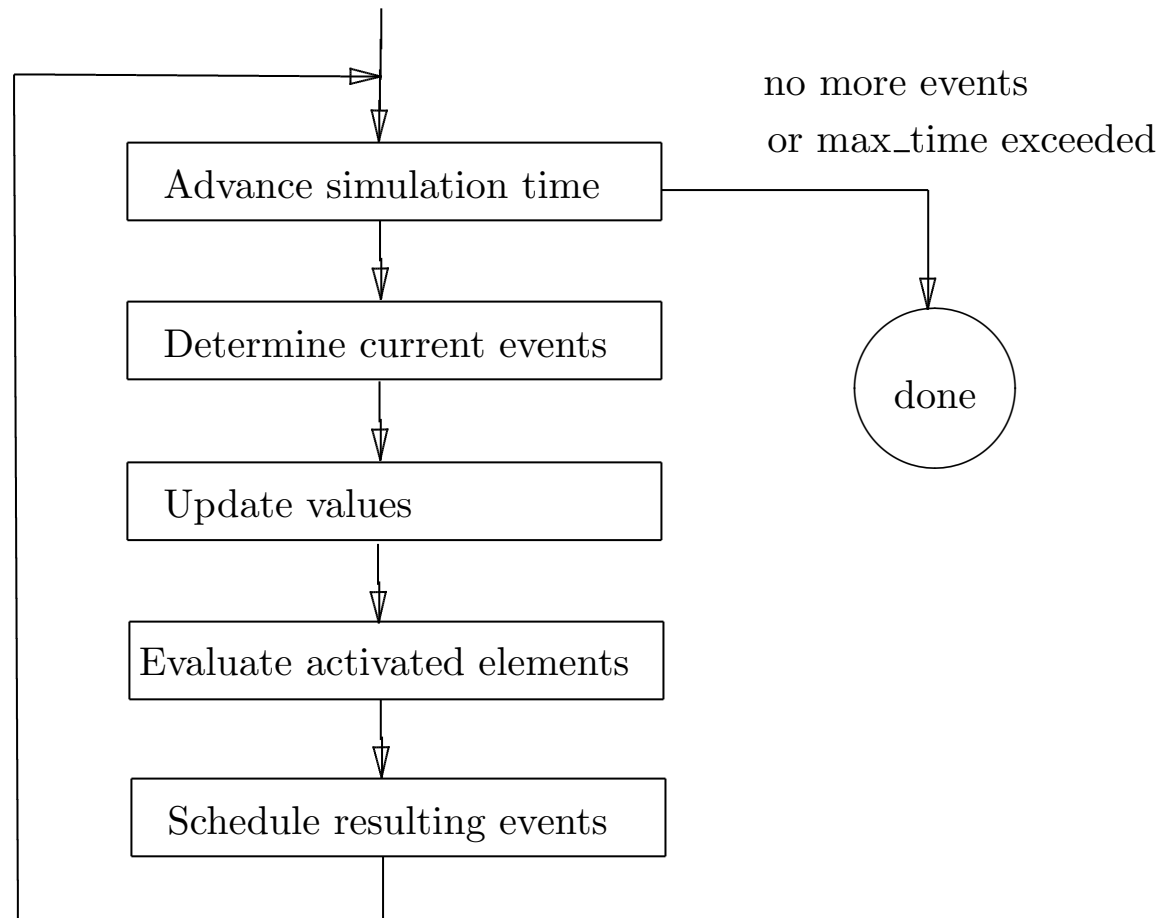 no more events
or max_time exceeded
Advance simulation time
Determine current events
done
Update values
Evaluate activated elements
Schedule resulting events